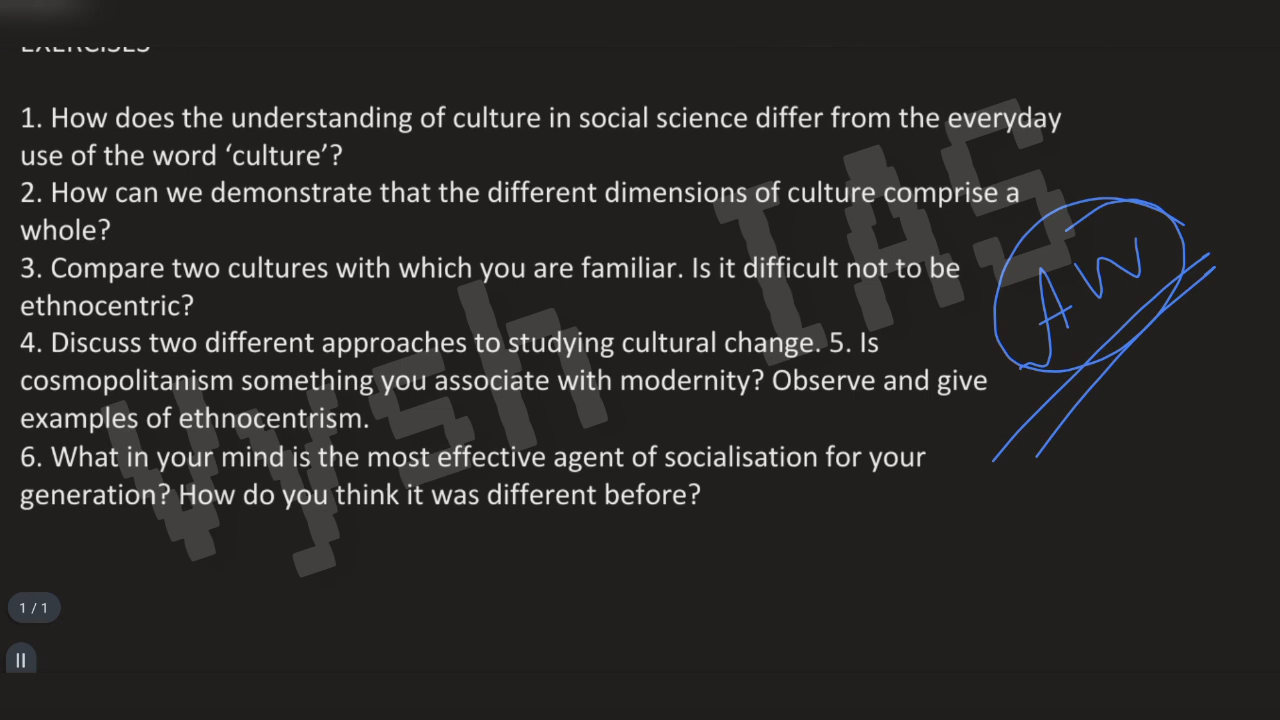 EXERCISES
1. How does the understanding of culture in social science differ from the everyday
use of the word ‘culture’?
2. How can we demonstrate that the different dimensions of culture comprise a
whole?
3. Compare two cultures with which you are familiar. Is it difficult not to be
ethnocentric?
4. Discuss two different approaches to studying cultural change. 5. Is
cosmopolitanism something you associate with modernity? Observe and give
examples of ethnocentrism.
6. What in your mind is the most effective agent of socialisation for your
generation? How do you think it was different before?
Vysh IAS
AW
1 / 1